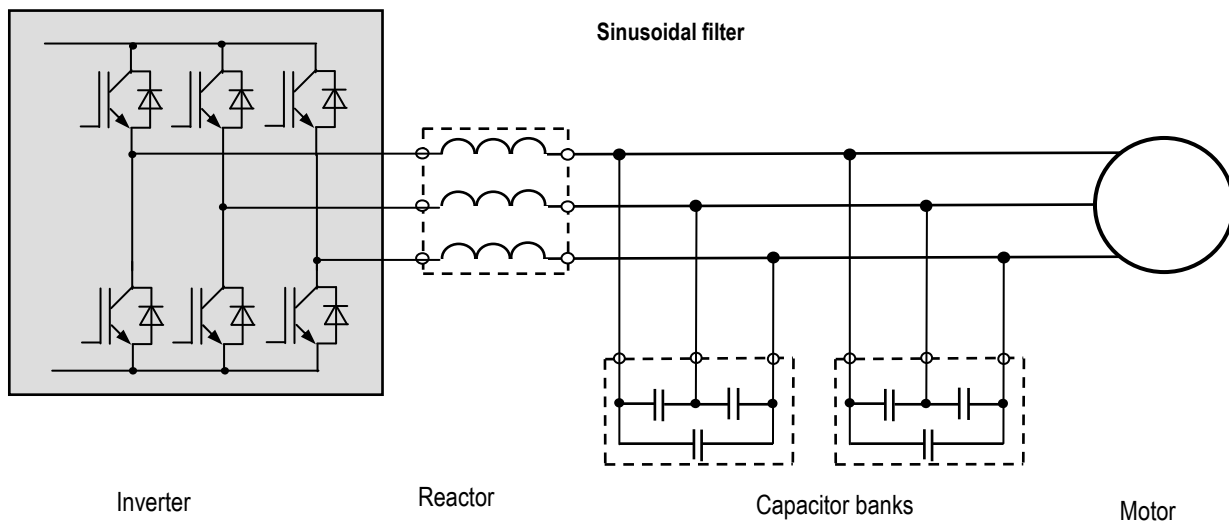 Sinusoidal filter
Inverter
Reactor
Capacitor banks
Motor